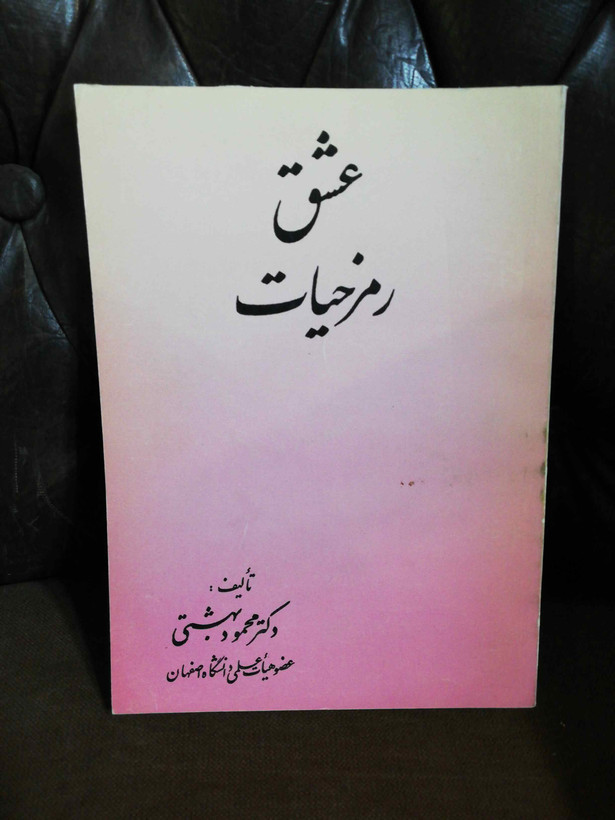 عشق
رمز حیات
تألیف :
دکتر محمود بهشتی
عضو هیأت علمی دانشگاه اصفهان